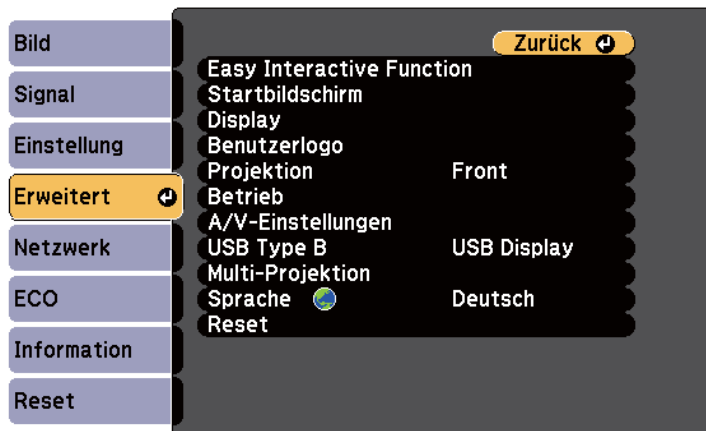 Bild
Signal
Einstellung
Erweitert
Netzwerk
ECO
Information
Reset
Zurück
Easy Interactive Function
Startbildschirm
Display
Benutzerlogo
Projektion Front
Betrieb
A/V-Einstellungen
USB Type B USB Display
Multi-Projektion
Sprache Deutsch
Reset